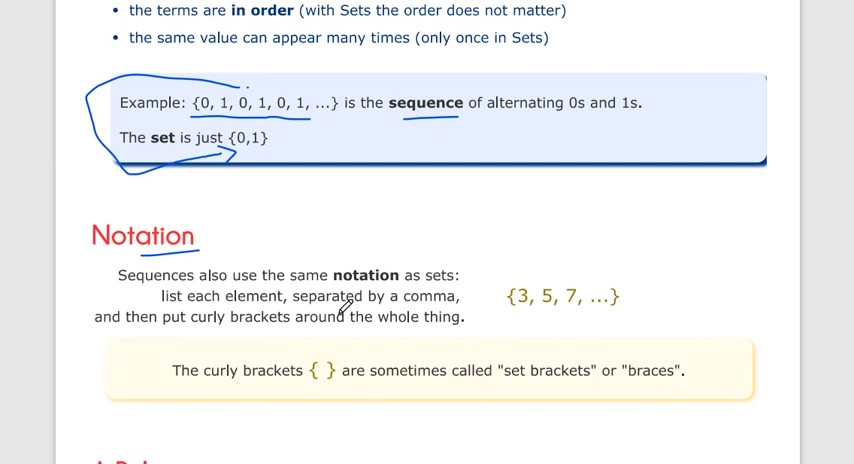 • the terms are in order (with Sets the order does not matter)
• the same value can appear many times (only once in Sets)
Example: {0, 1, 0, 1, 0, 1, ...} is the sequence of alternating 0s and 1s.
The set is just {0,1}
Notation
Sequences also use the same notation as sets:
list each element, separated by a comma,
and then put curly brackets around the whole thing.
{3, 5, 7, ...}
The curly brackets { } are sometimes called "set brackets" or "braces".